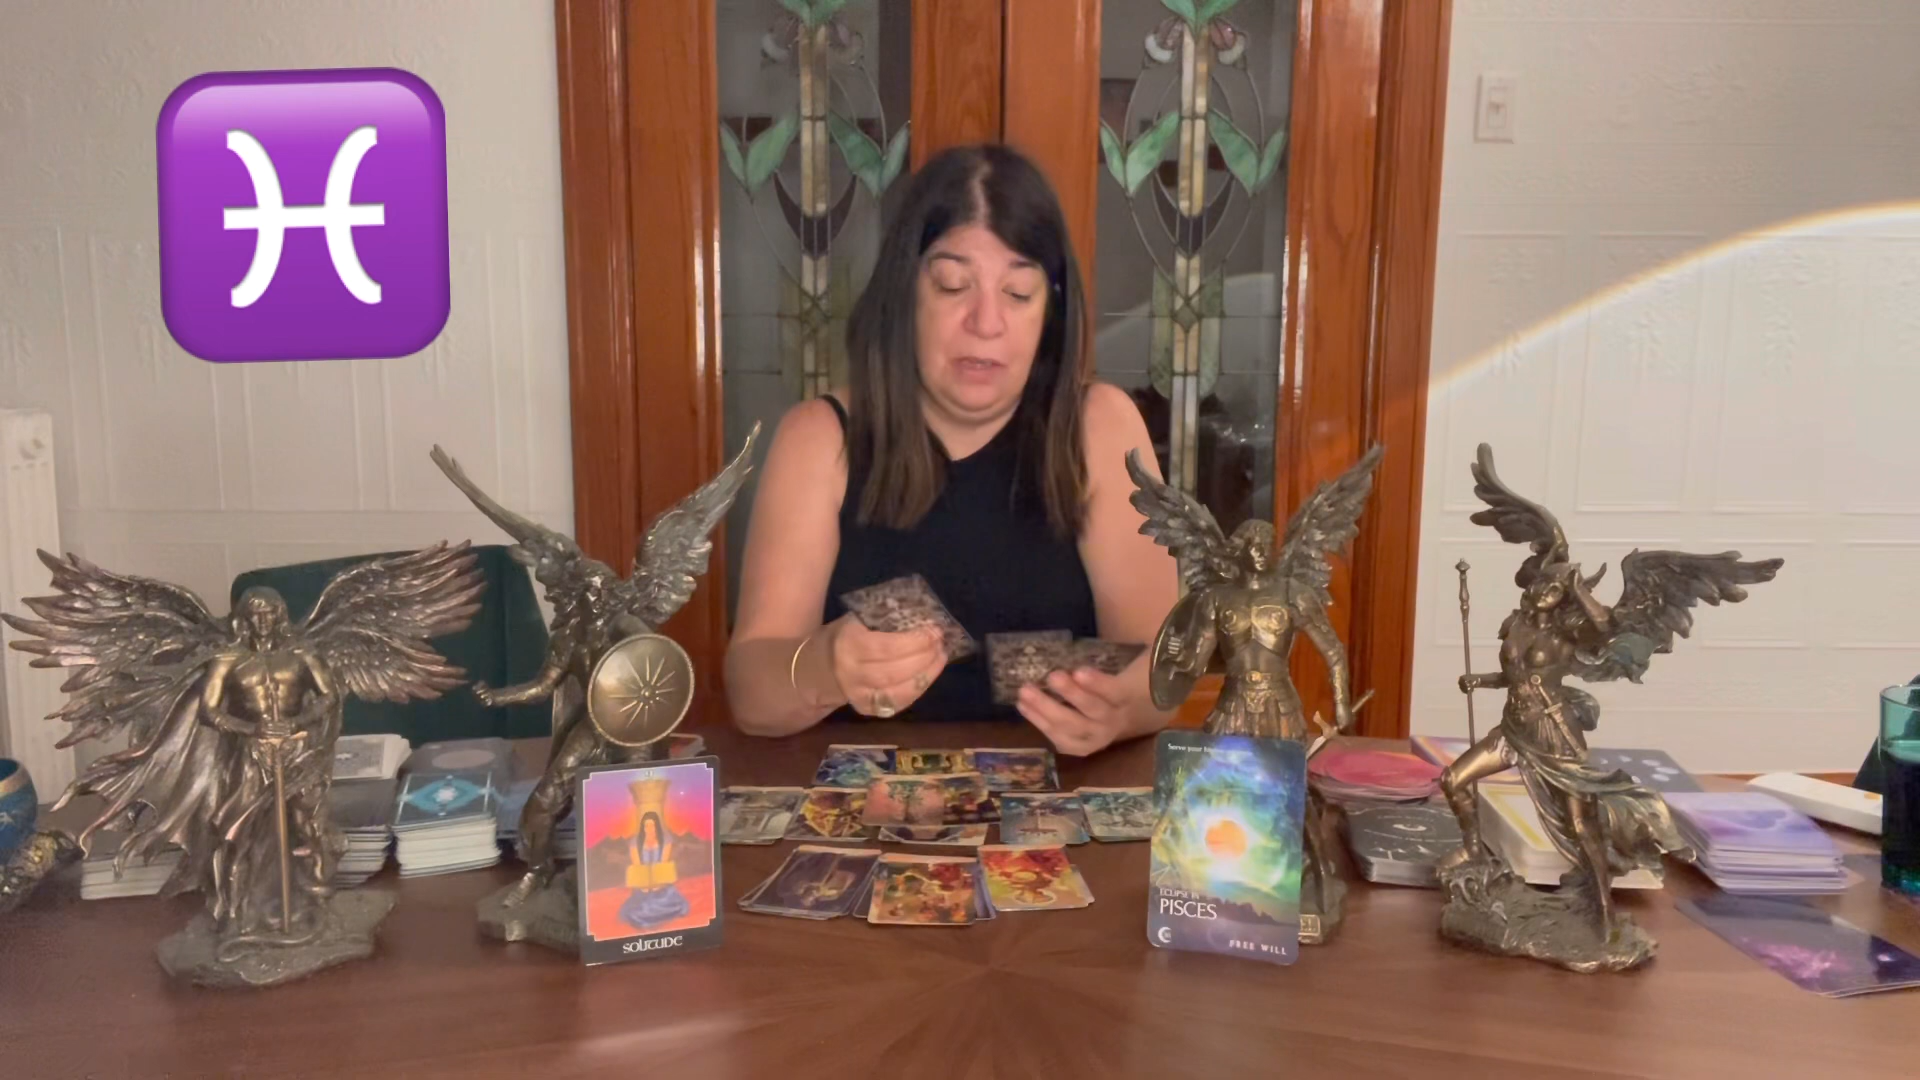 ♓
Serve your
SOLITUDE
ECLIPSE IN
PISCES
FREE WILL